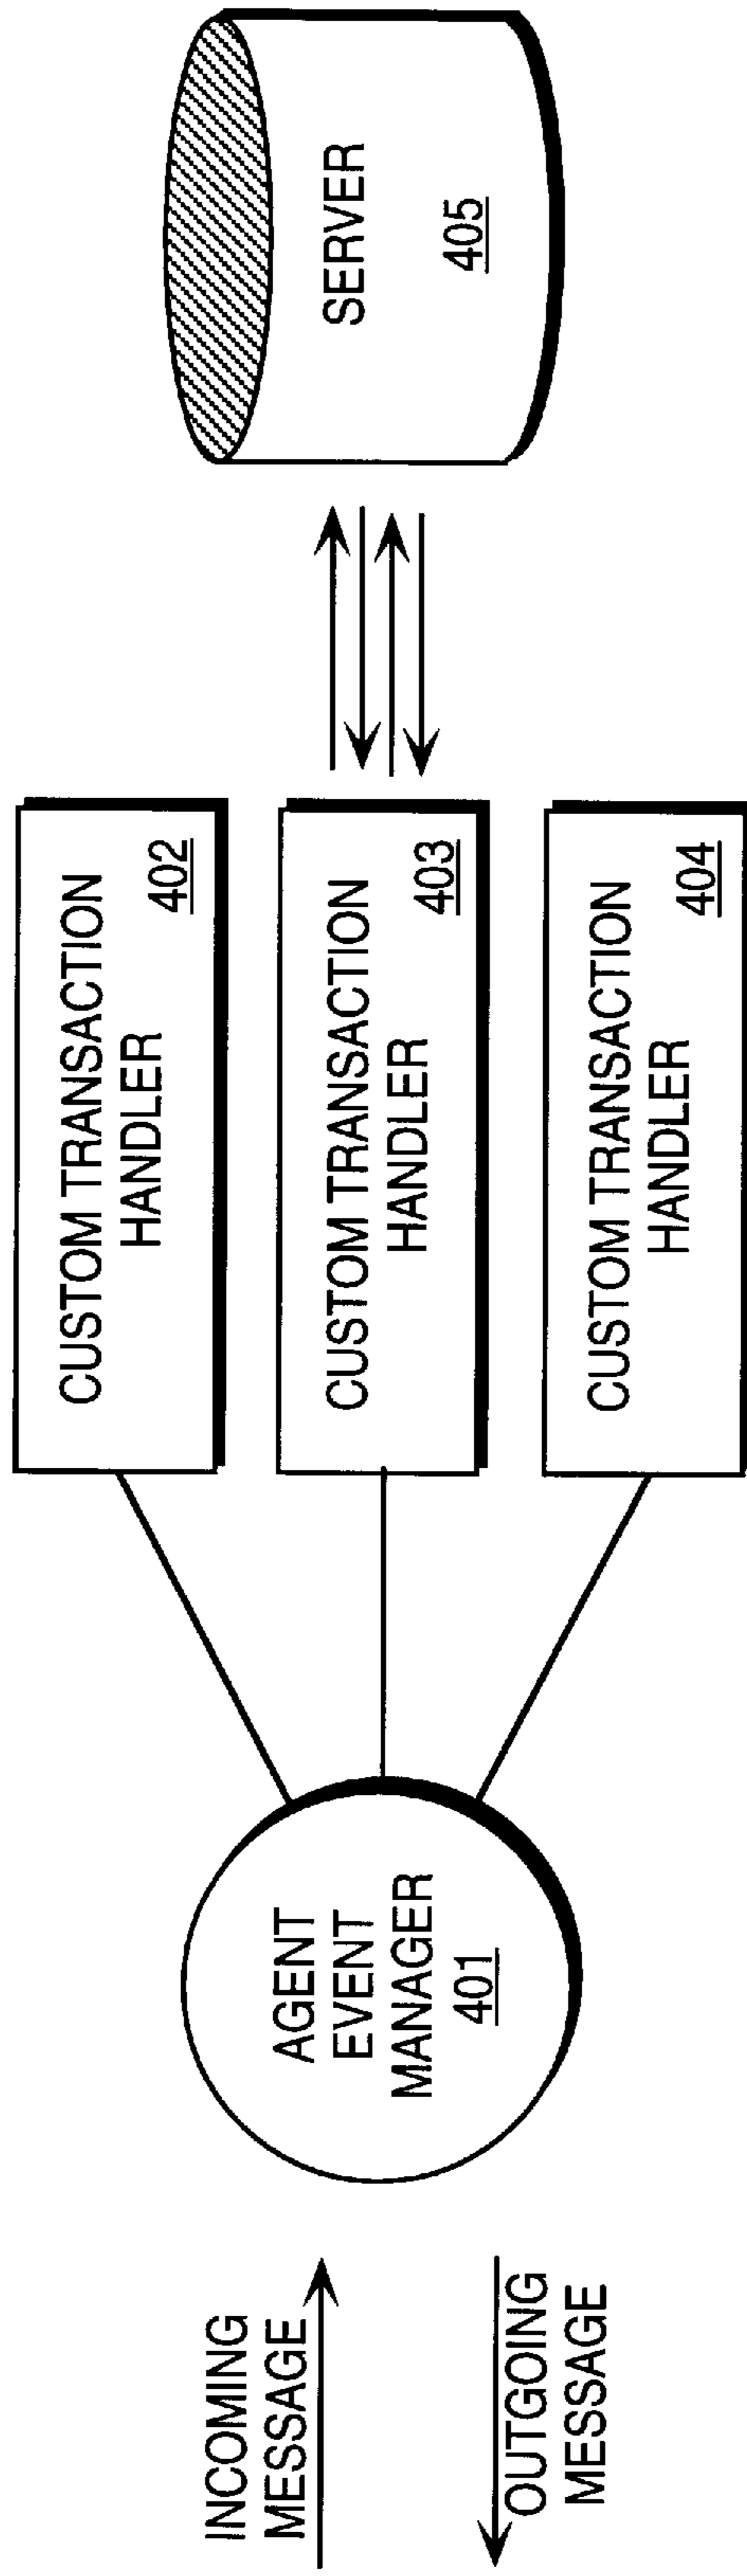 INCOMING
MESSAGE
OUTGOING
MESSAGE
AGENT
EVENT
MANAGER
401
CUSTOM TRANSACTION
HANDLER
402
CUSTOM TRANSACTION
HANDLER
403
CUSTOM TRANSACTION
HANDLER
404
SERVER
405